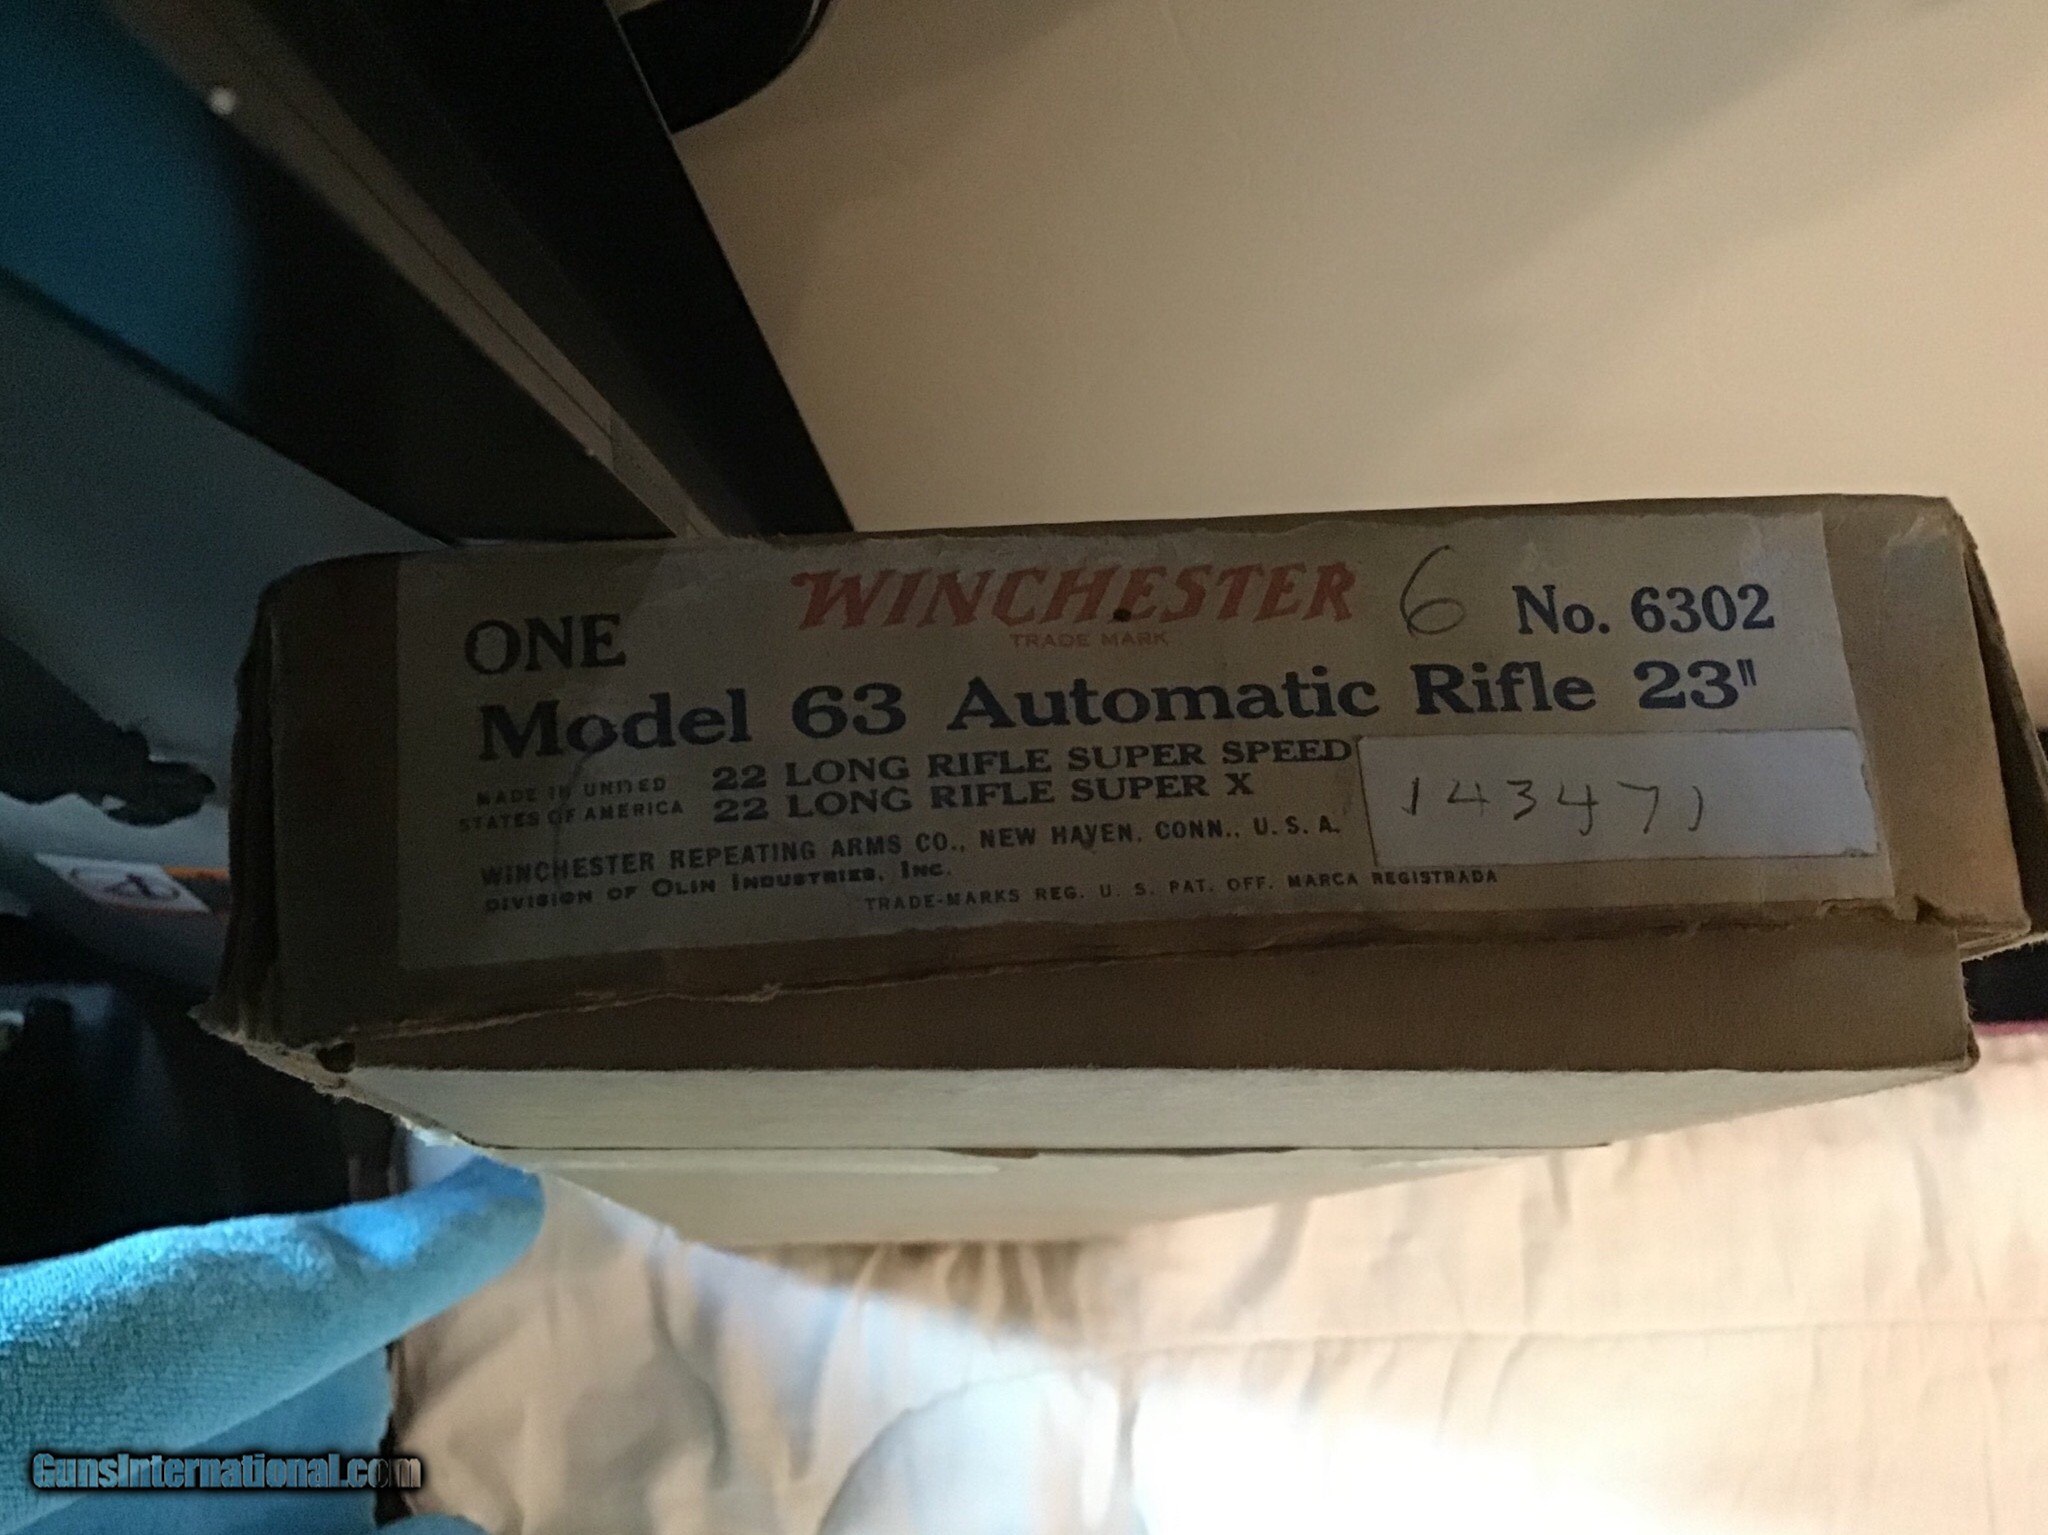 WINCHESTER 6 No. 6302
TRADE MARK
ONE
Model 63 Automatic Rifle 23"
MADE IN UNITED
STATES OF AMERICA
22 LONG RIFLE SUPER SPEED
22 LONG RIFLE SUPER X
143471
WINCHESTER REPEATING ARMS CO., NEW HAVEN, CONN., U. S. A.
DIVISION OF OLIN INDUSTRIES, INC.
TRADE-MARKS REG. U. S. PAT. OFF. MARCA REGISTRADA
4
GunsInternational.com